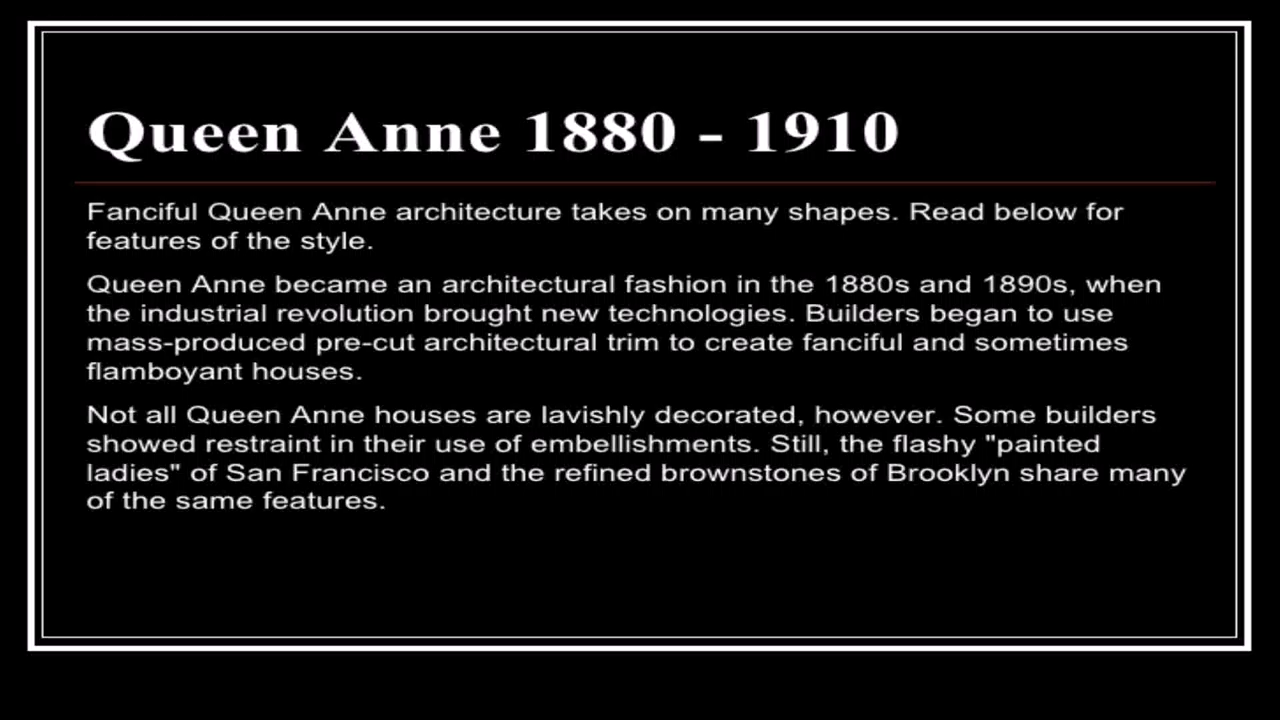 Queen Anne 1880 - 1910
Fanciful Queen Anne architecture takes on many shapes. Read below for
features of the style.
Queen Anne became an architectural fashion in the 1880s and 1890s, when
the industrial revolution brought new technologies. Builders began to use
mass-produced pre-cut architectural trim to create fanciful and sometimes
flamboyant houses.
Not all Queen Anne houses are lavishly decorated, however. Some builders
showed restraint in their use of embellishments. Still, the flashy "painted
ladies" of San Francisco and the refined brownstones of Brooklyn share many
of the same features.